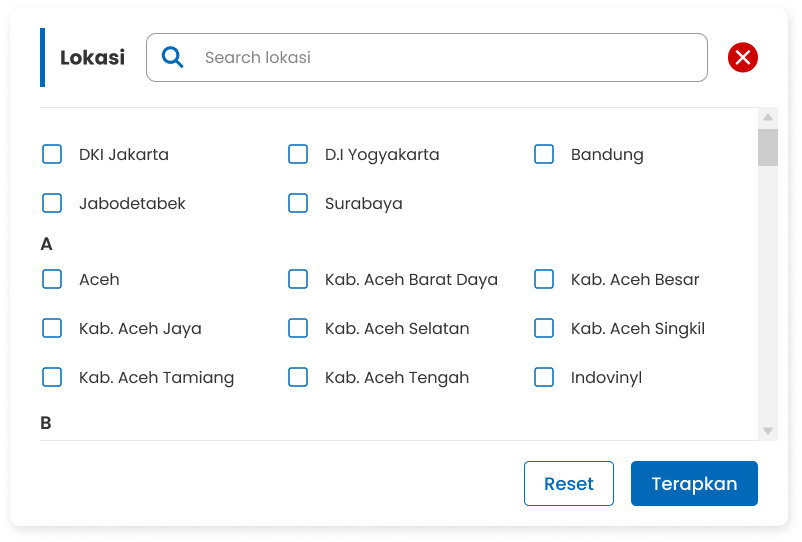 Lokasi
Search lokasi
DKI Jakarta
D.I Yogyakarta
Bandung
Jabodetabek
Surabaya
A
Aceh
Kab. Aceh Barat Daya
Kab. Aceh Besar
Kab. Aceh Jaya
Kab. Aceh Selatan
Kab. Aceh Singkil
Kab. Aceh Tamiang
Kab. Aceh Tengah
Indovinyl
B
Reset
Terapkan